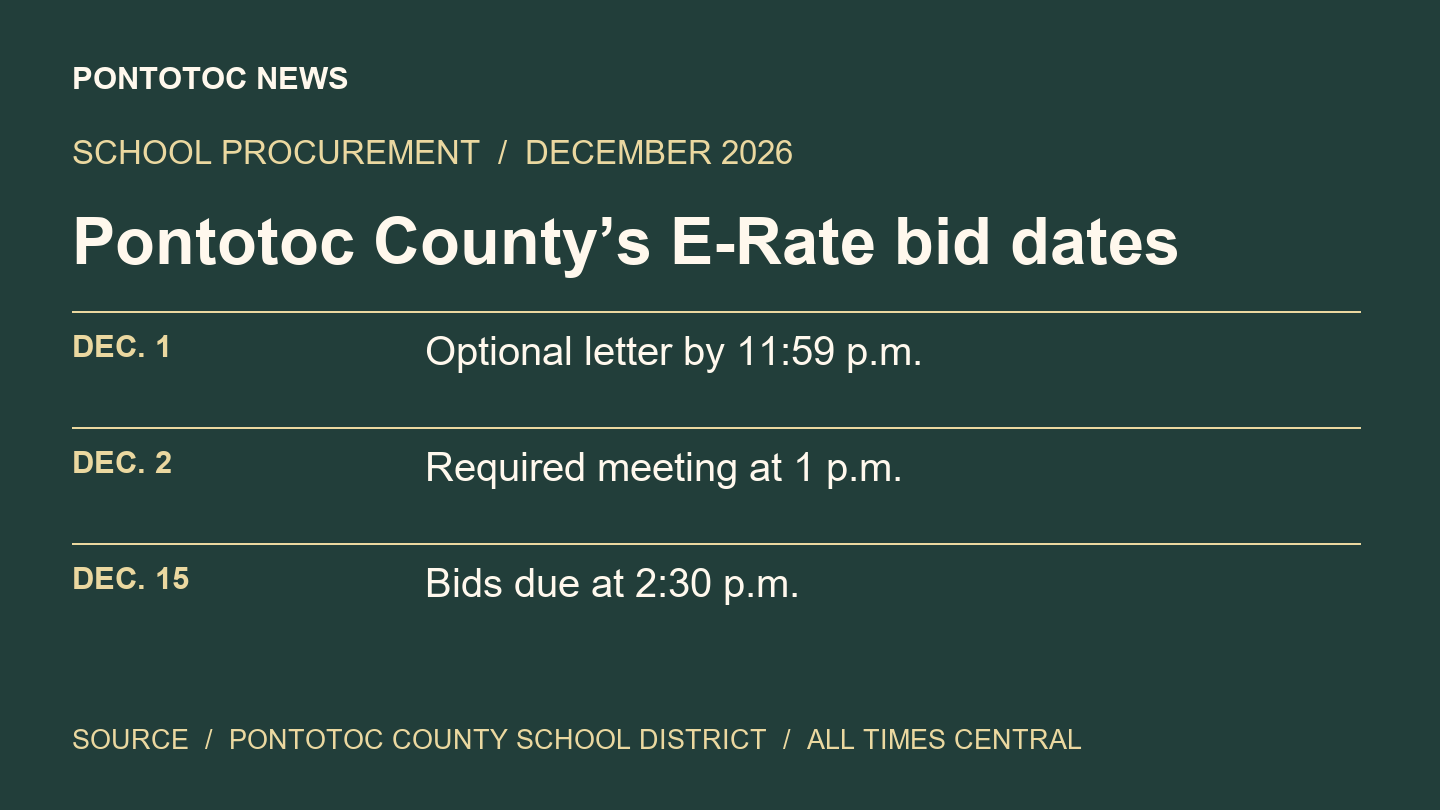 PONTOTOC NEWS
SCHOOL PROCUREMENT / DECEMBER 2026
Pontotoc County’s E-Rate bid dates
DEC. 1 Optional letter by 11:59 p.m.
DEC. 2 Required meeting at 1 p.m.
DEC. 15 Bids due at 2:30 p.m.
SOURCE / PONTOTOC COUNTY SCHOOL DISTRICT / ALL TIMES CENTRAL